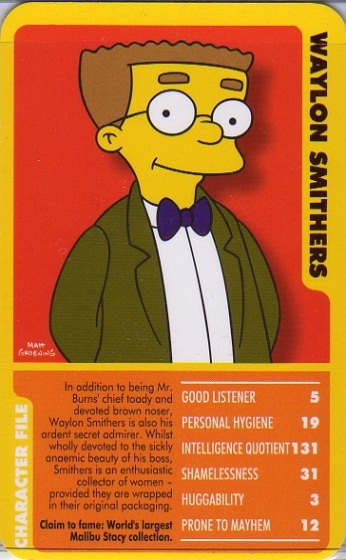 WAYLON SMITHERS
MATT
GROENING
CHARACTER FILE
In addition to being Mr.
Burns' chief toady and
devoted brown noser,
Waylon Smithers is also his
ardent secret admirer. Whilst
wholly devoted to the sickly
anaemic beauty of his boss,
Smithers is an enthusiastic
collector of women –
provided they are wrapped
in their original packaging.
Claim to fame: World's largest
Malibu Stacy collection.
GOOD LISTENER 5
PERSONAL HYGIENE 19
INTELLIGENCE QUOTIENT 131
SHAMELESSNESS 31
HUGGABILITY 3
PRONE TO MAYHEM 12